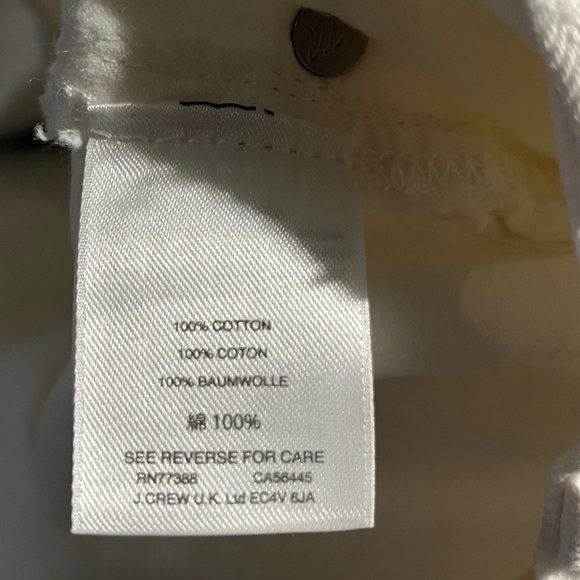 100% COTTON
100% COTON
100% BAUMWOLLE
綿 100%
SEE REVERSE FOR CARE
RN77388 CA56445
J.CREW U.K. Ltd EC4V 6JA